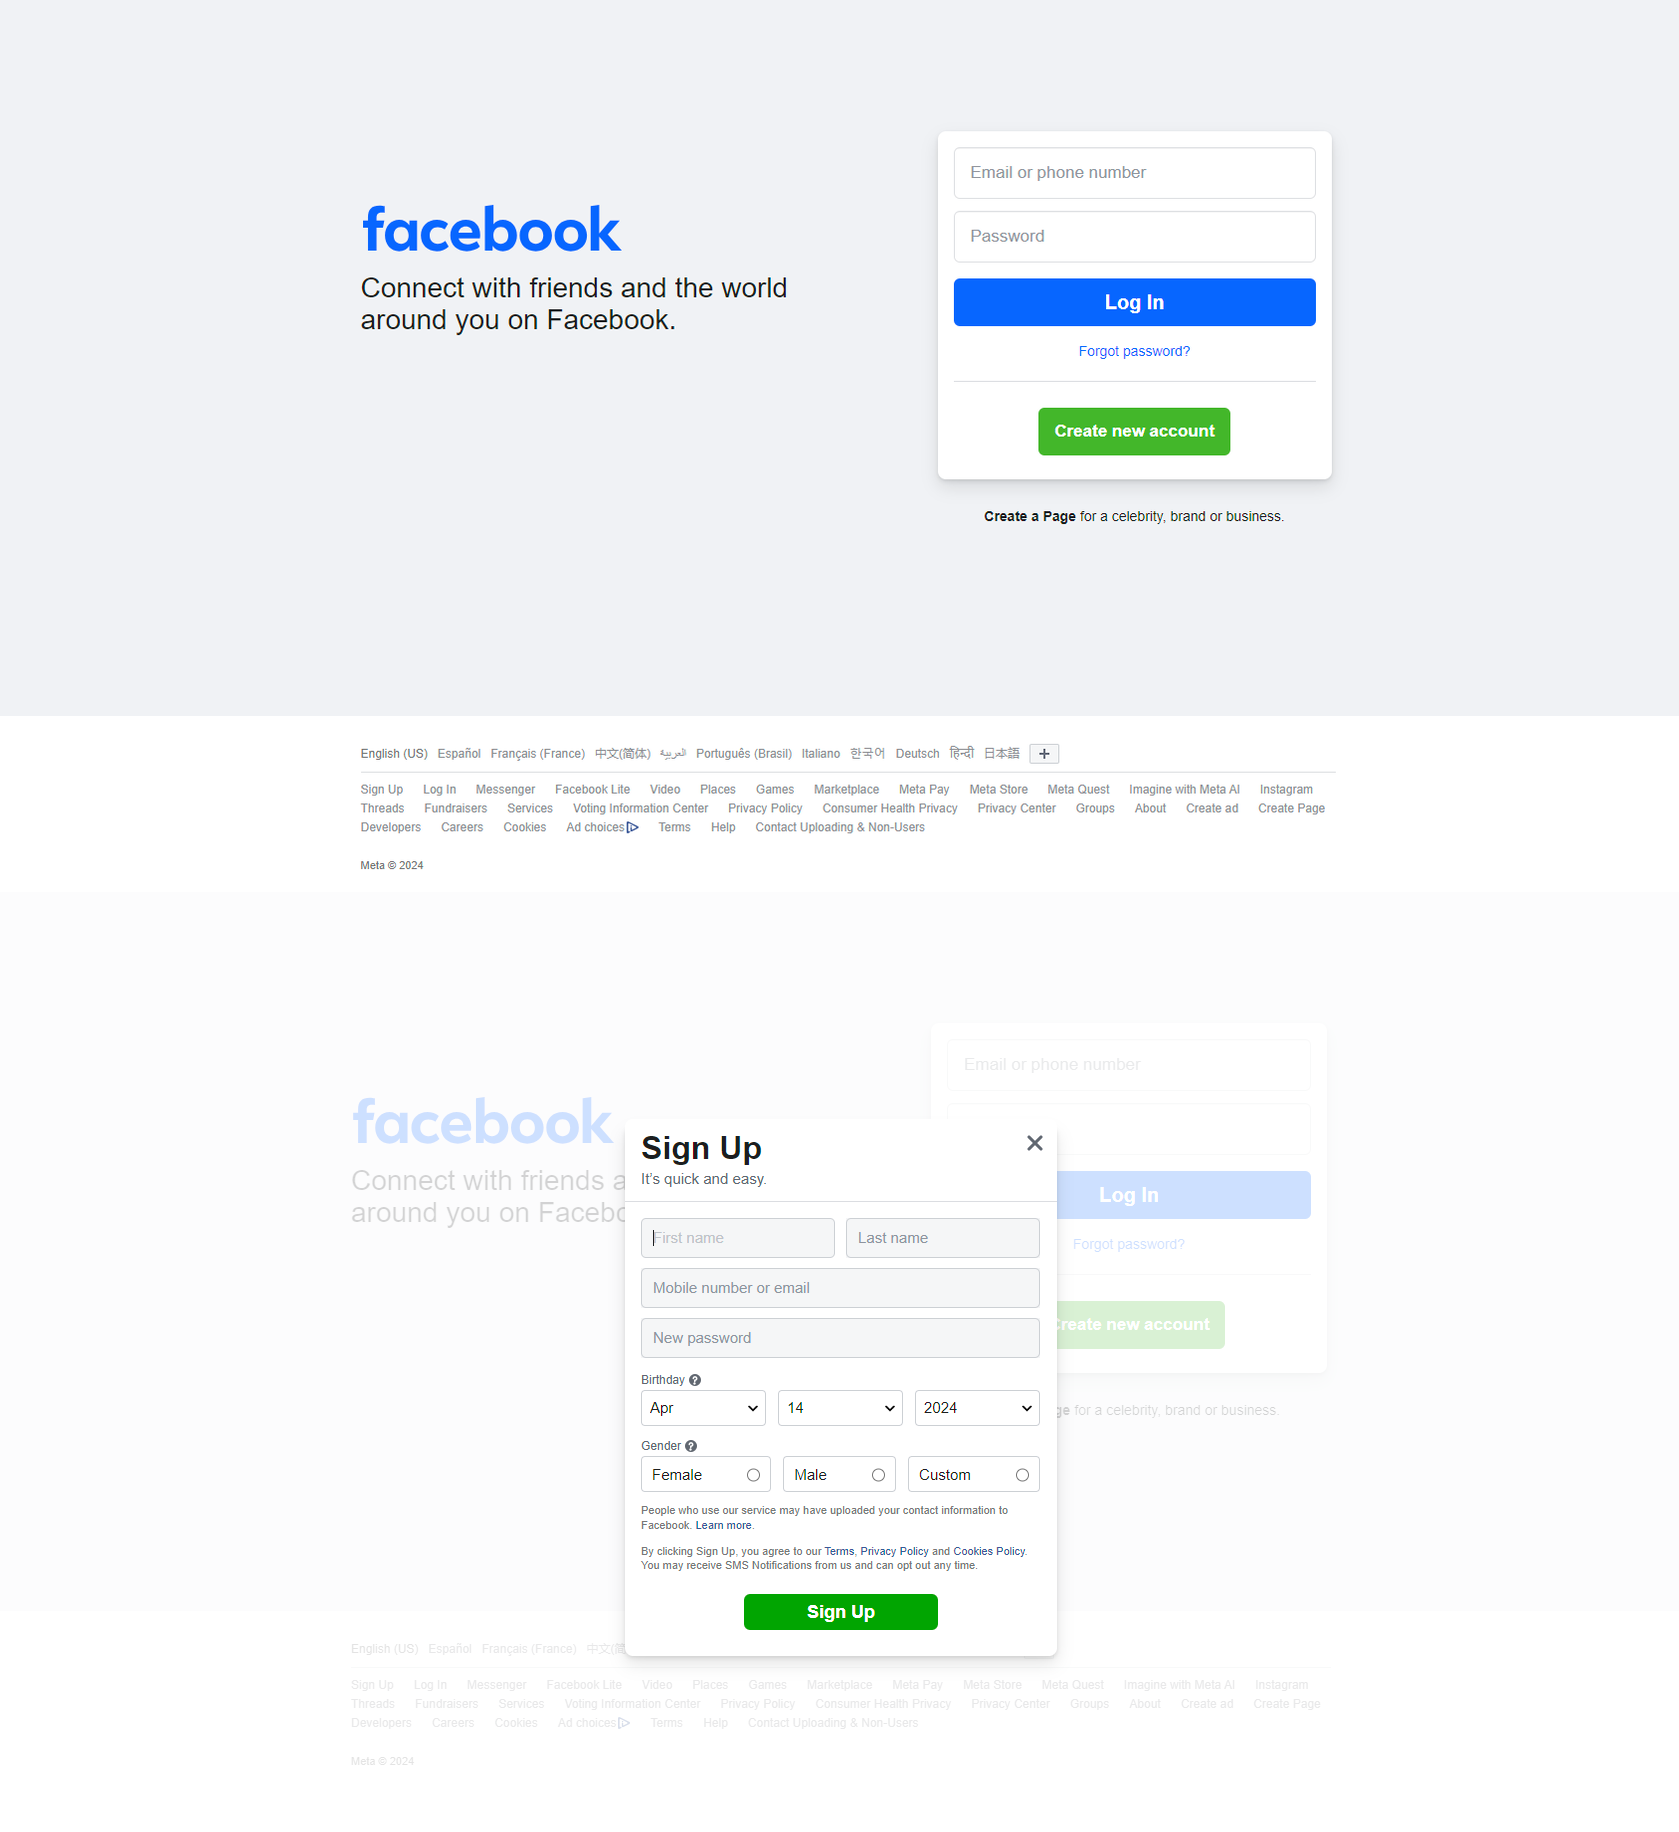 facebook
Connect with friends and the world
around you on Facebook.
Email or phone number
Password
Log In
Forgot password?
Create new account
Create a Page for a celebrity, brand or business.
English (US) Español Français (France) 中文(简体) العربية Português (Brasil) Italiano 한국어 Deutsch हिन्दी 日本語 +
Sign Up Log In Messenger Facebook Lite Video Places Games Marketplace Meta Pay Meta Store Meta Quest Imagine with Meta AI Instagram
Threads Fundraisers Services Voting Information Center Privacy Policy Consumer Health Privacy Privacy Center Groups About Create ad Create Page
Developers Careers Cookies Ad choices Terms Help Contact Uploading & Non-Users
Meta © 2024
facebook
Connect with friends a
around you on Facebo
Email or phone number
Log In
Forgot password?
Create new account
ge for a celebrity, brand or business.
Sign Up
It's quick and easy.
First name Last name
Mobile number or email
New password
Birthday ?
Apr 14 2024
Gender ?
Female Male Custom
People who use our service may have uploaded your contact information to
Facebook. Learn more.
By clicking Sign Up, you agree to our Terms, Privacy Policy and Cookies Policy.
You may receive SMS Notifications from us and can opt out any time.
Sign Up
English (US) Español Français (France) 中文(简
Sign Up Log In Messenger Facebook Lite Video Places Games Marketplace Meta Pay Meta Store Meta Quest Imagine with Meta AI Instagram
Threads Fundraisers Services Voting Information Center Privacy Policy Consumer Health Privacy Privacy Center Groups About Create ad Create Page
Developers Careers Cookies Ad choices Terms Help Contact Uploading & Non-Users
Meta © 2024